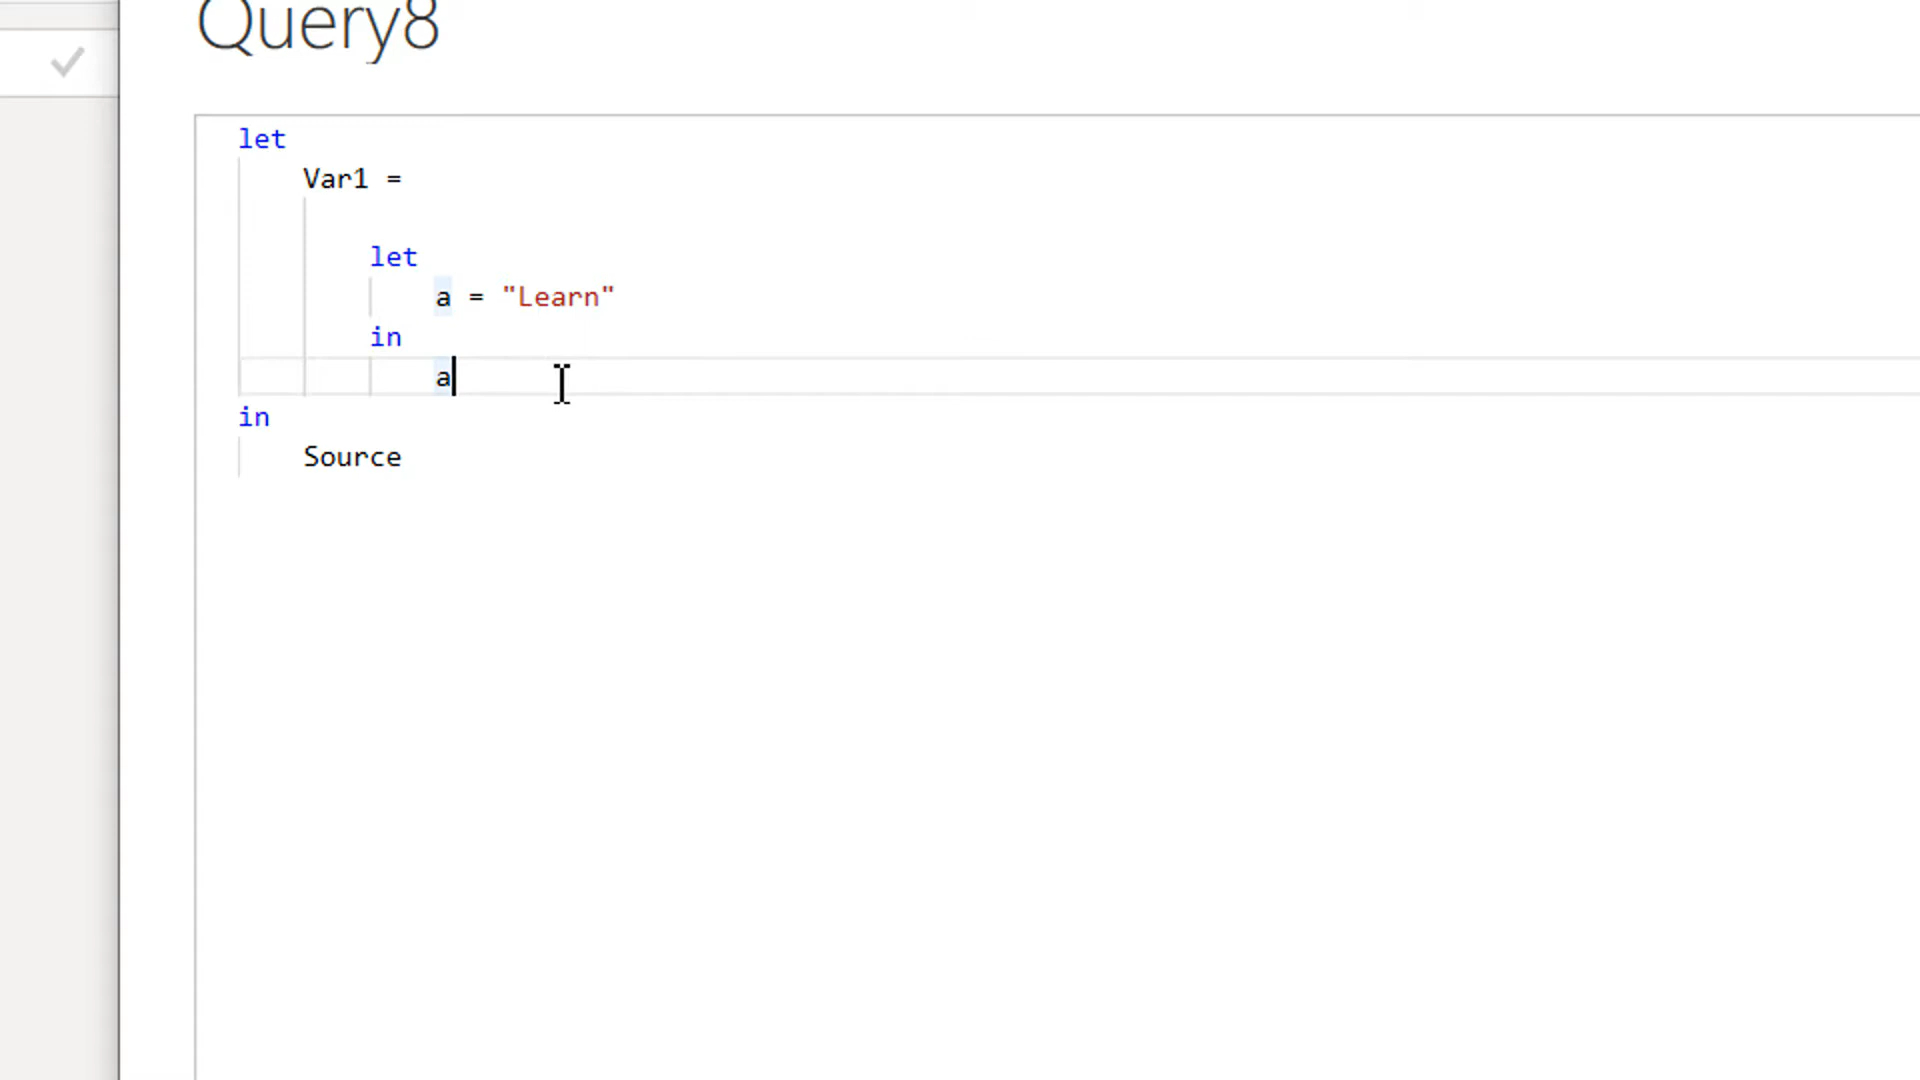 Query8
let
Var1 =
let
a = "Learn"
in
a
in
Source